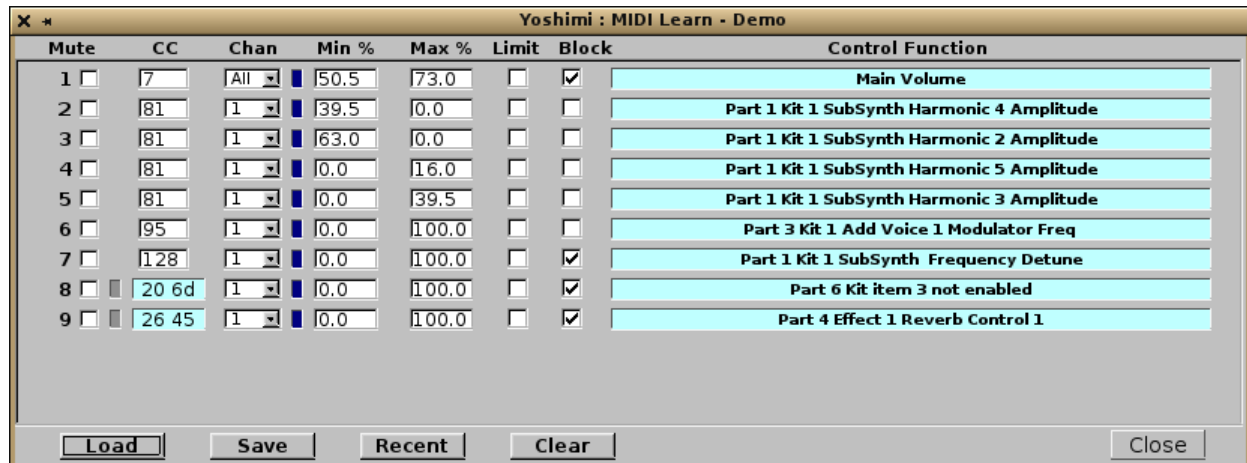 Yoshimi : MIDI Learn - Demo
Mute CC Chan Min % Max % Limit Block Control Function
1 7 All 50.5 73.0 Main Volume
2 81 1 39.5 0.0 Part 1 Kit 1 SubSynth Harmonic 4 Amplitude
3 81 1 63.0 0.0 Part 1 Kit 1 SubSynth Harmonic 2 Amplitude
4 81 1 0.0 16.0 Part 1 Kit 1 SubSynth Harmonic 5 Amplitude
5 81 1 0.0 39.5 Part 1 Kit 1 SubSynth Harmonic 3 Amplitude
6 95 1 0.0 100.0 Part 3 Kit 1 Add Voice 1 Modulator Freq
7 128 1 0.0 100.0 Part 1 Kit 1 SubSynth  Frequency Detune
8 20 6d 1 0.0 100.0 Part 6 Kit item 3 not enabled
9 26 45 1 0.0 100.0 Part 4 Effect 1 Reverb Control 1
Load Save Recent Clear Close